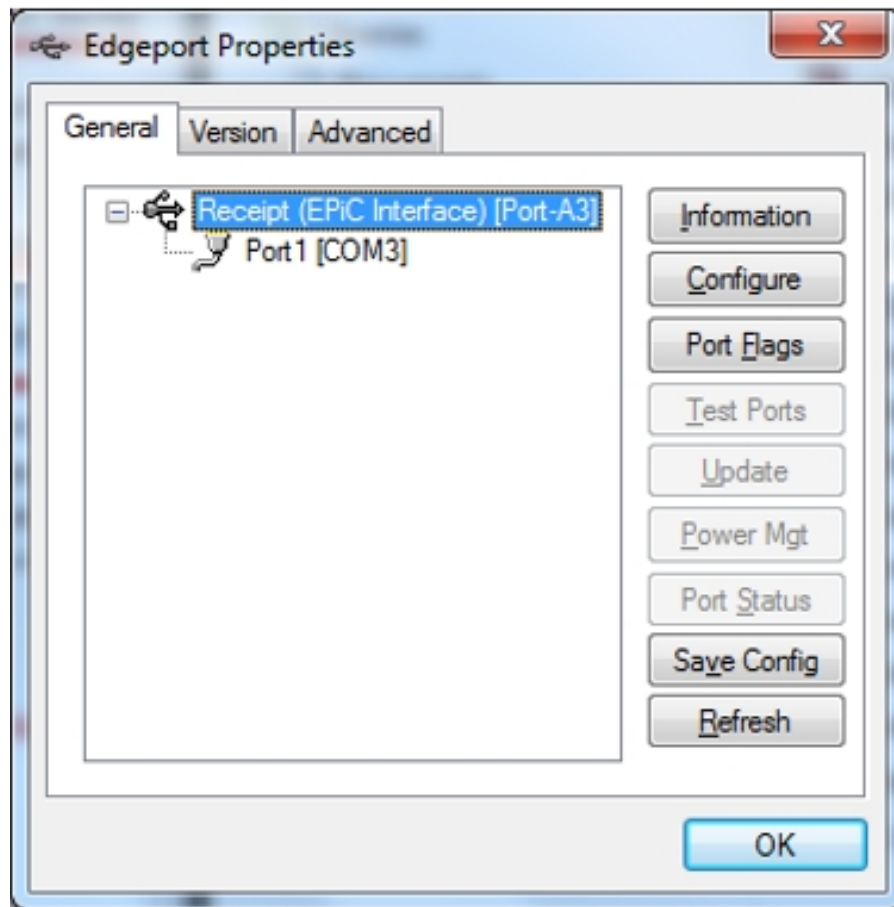 Edgeport Properties
General Version Advanced
Receipt (EPiC Interface) [Port-A3]
Port1 [COM3]
Information
Configure
Port Flags
Test Ports
Update
Power Mgt
Port Status
Save Config
Refresh
OK